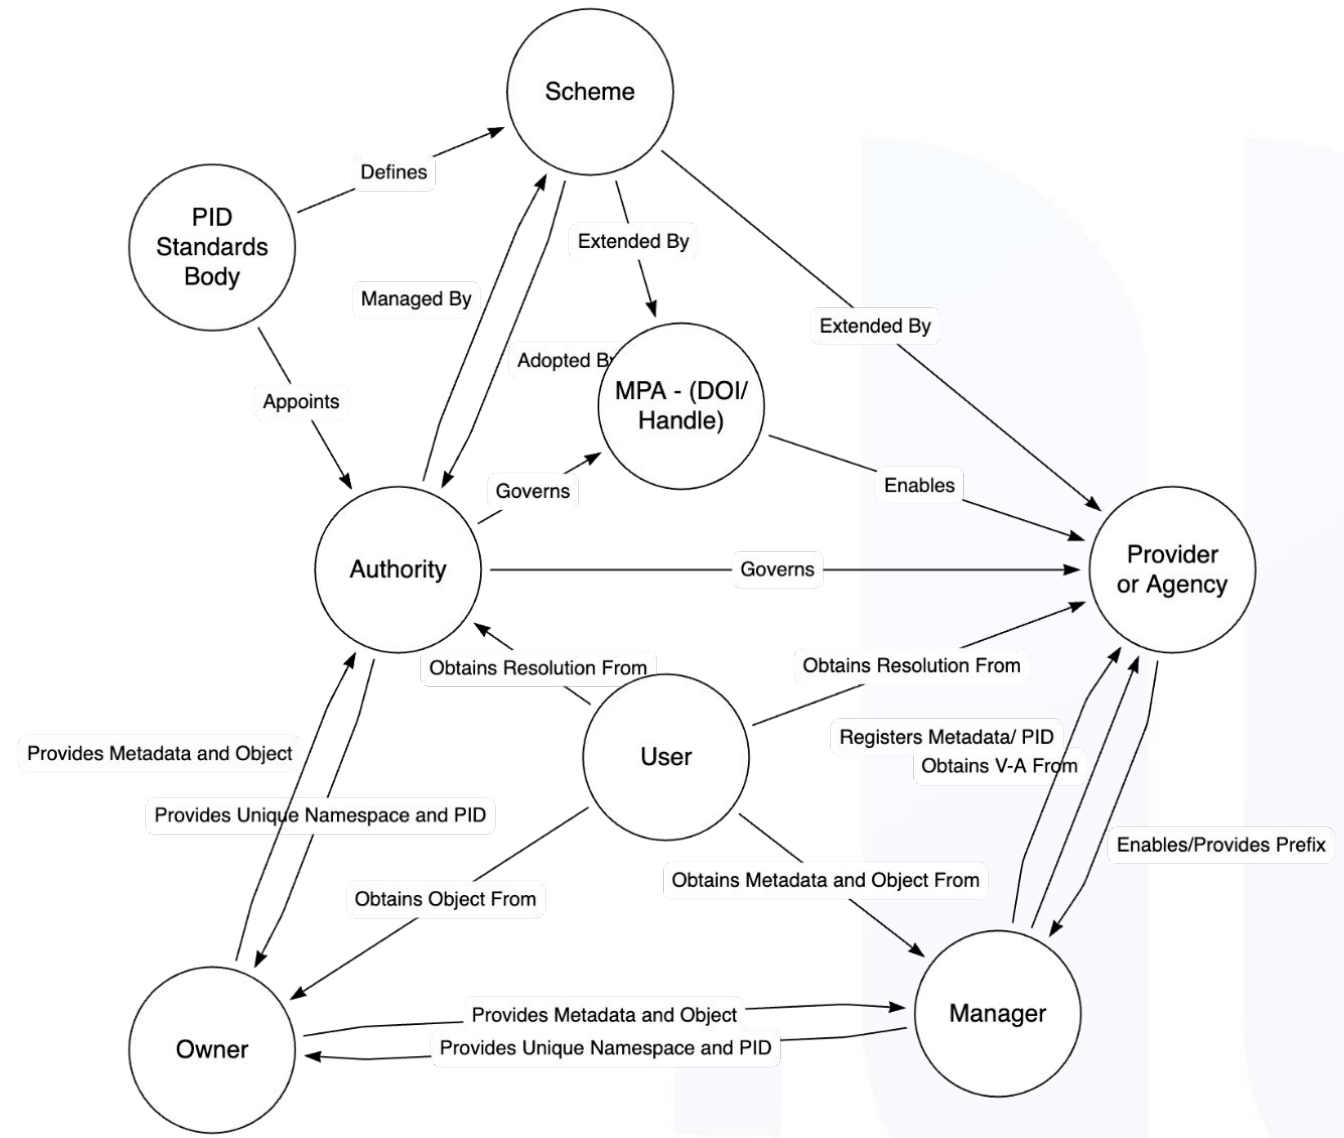 Scheme
Defines
PID
Standards
Body
Extended By
Managed By
Extended By
Adopted By
MPA - (DOI/
Handle)
Appoints
Governs
Enables
Authority
Governs
Provider
or Agency
Obtains Resolution From
Obtains Resolution From
User
Registers Metadata/ PID
Obtains V-A From
Provides Metadata and Object
Provides Unique Namespace and PID
Enables/Provides Prefix
Obtains Metadata and Object From
Obtains Object From
Provides Metadata and Object
Manager
Provides Unique Namespace and PID
Owner